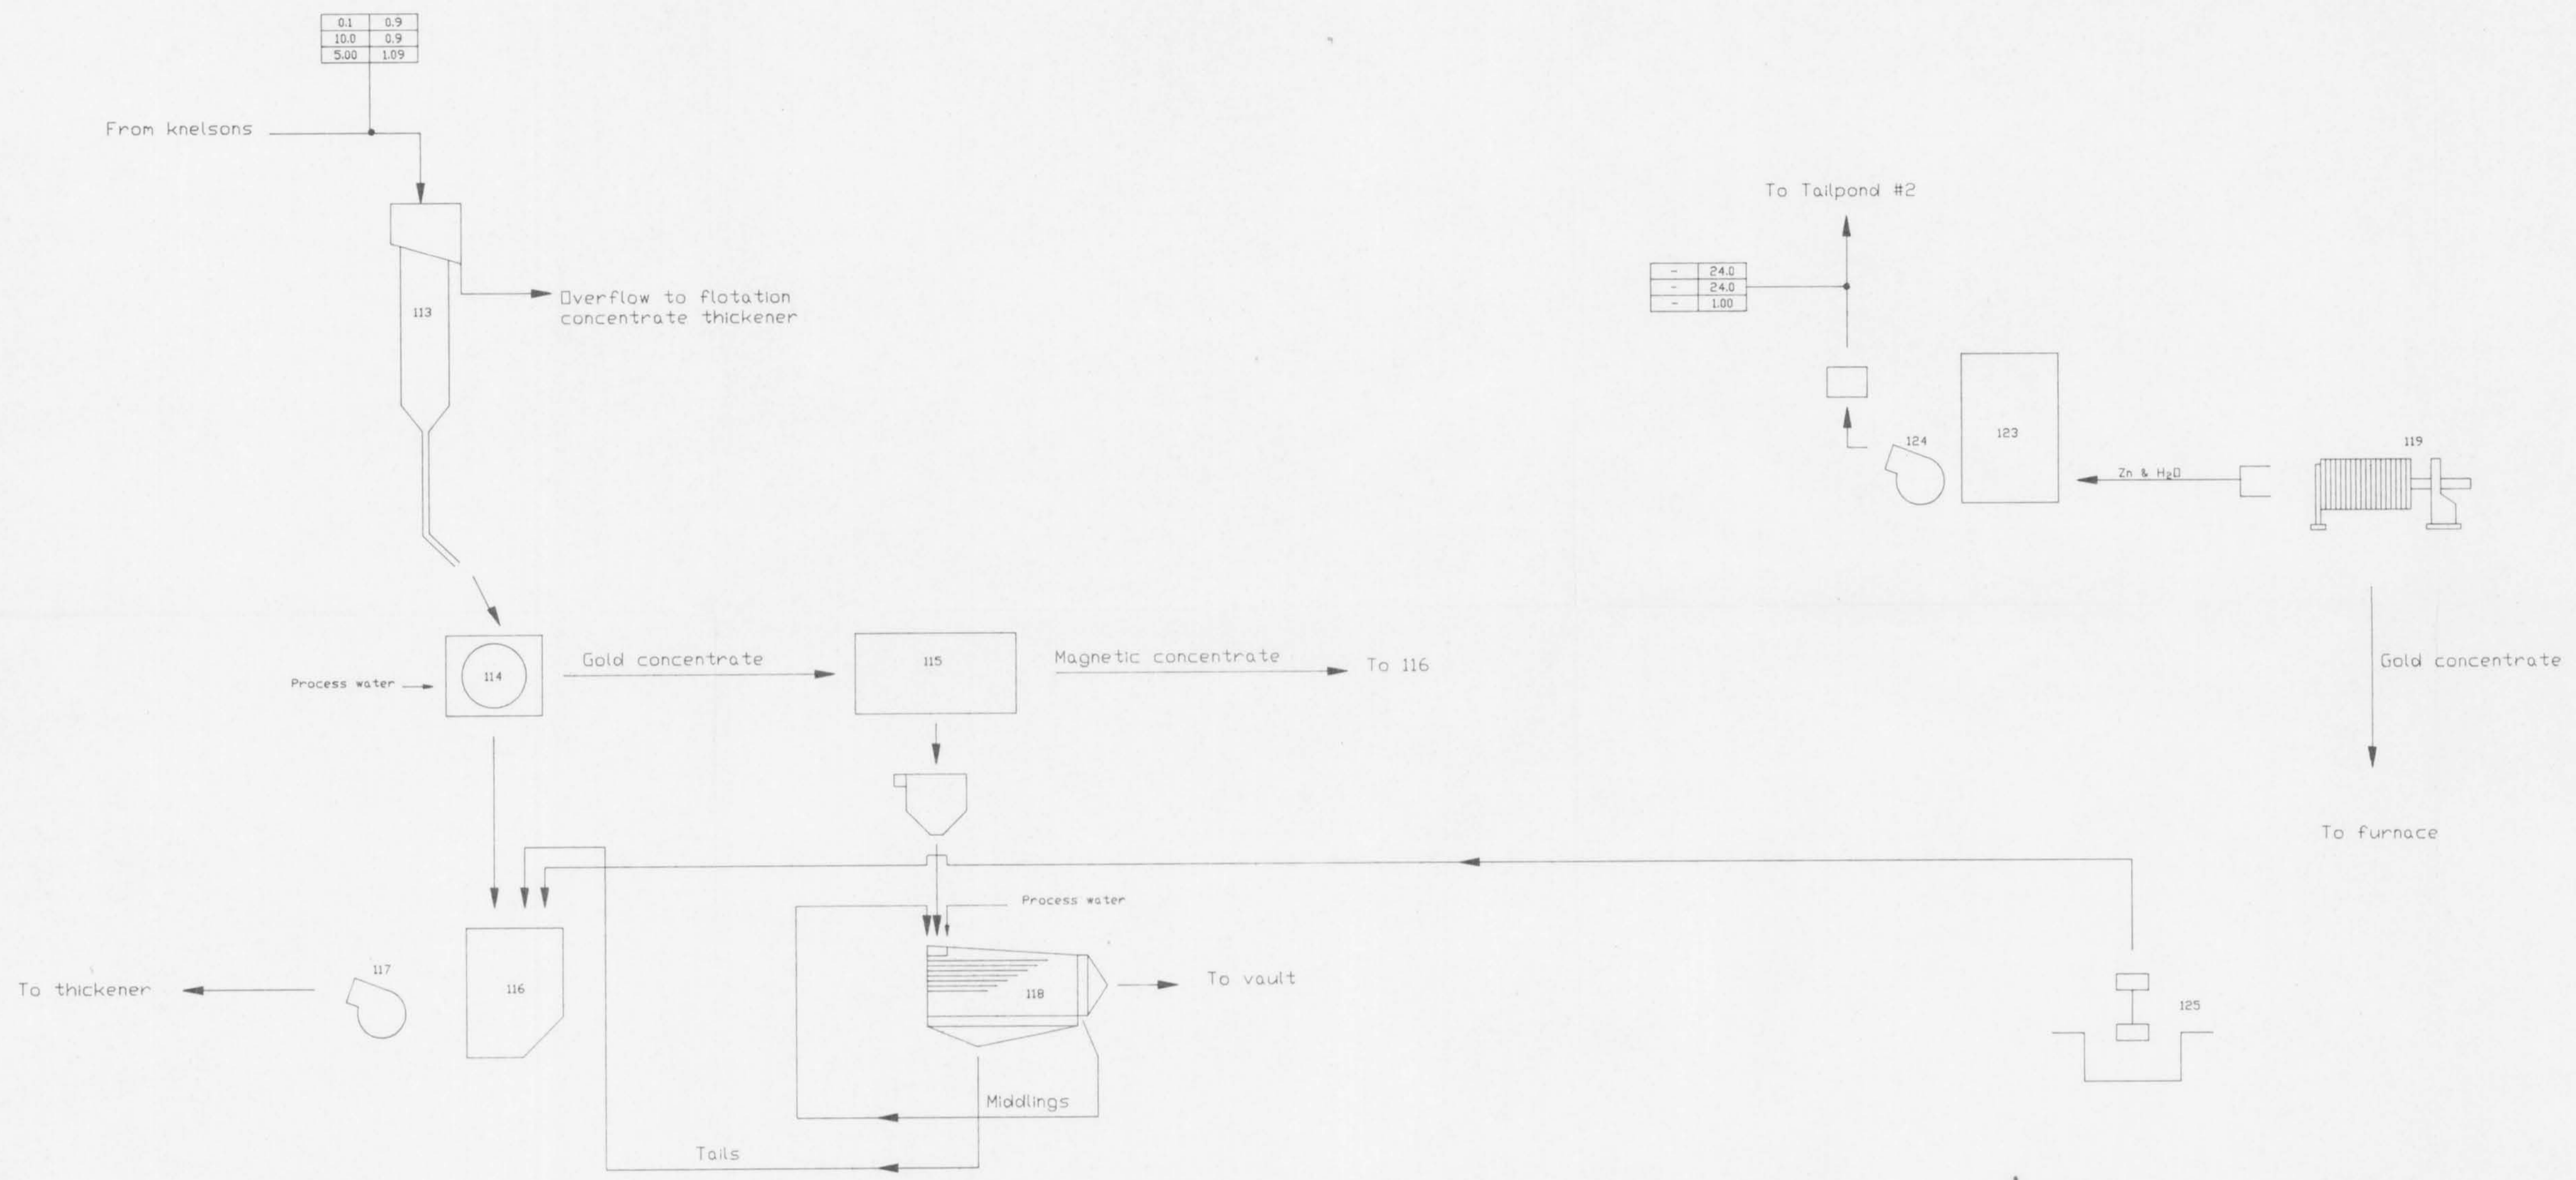 0.1 0.9
10.0 0.9
5.00 1.09
From knelsons
To Tailpond #2
- 24.0
- 24.0
- 1.00
Overflow to flotation
concentrate thickener
113
124
123
119
Zn & H2O
Gold concentrate
115
Magnetic concentrate
To 116
Gold concentrate
Process water
114
To furnace
Process water
117
To thickener
116
118
To vault
125
Middlings
Tails